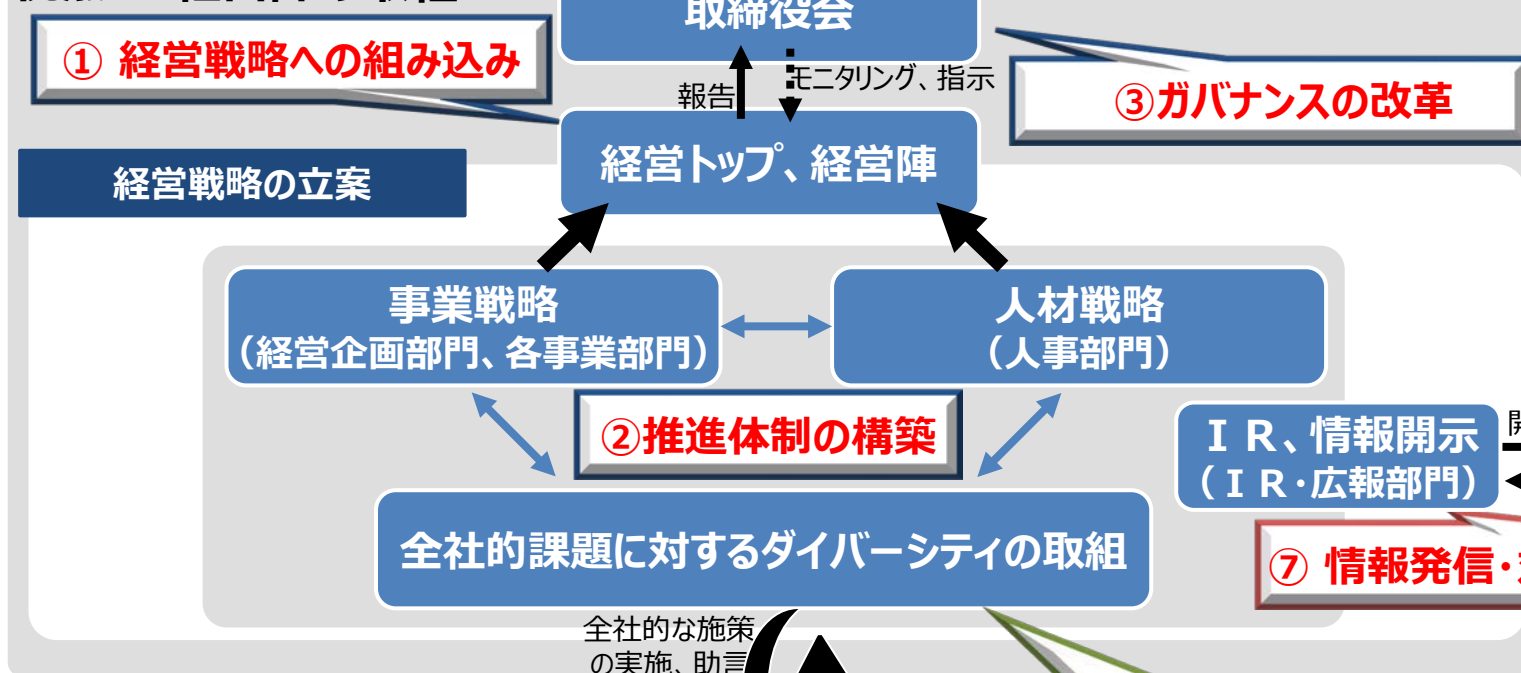 取締役会
① 経営戦略への組み込み
報告
モニタリング、指示
③ガバナンスの改革
経営トップ、経営陣
経営戦略の立案
事業戦略
（経営企画部門、各事業部門）
人材戦略
（人事部門）
②推進体制の構築
ＩＲ、情報開示
（ＩＲ・広報部門）
全社的課題に対するダイバーシティの取組
⑦ 情報発信・
全社的な施策
の実施、助言